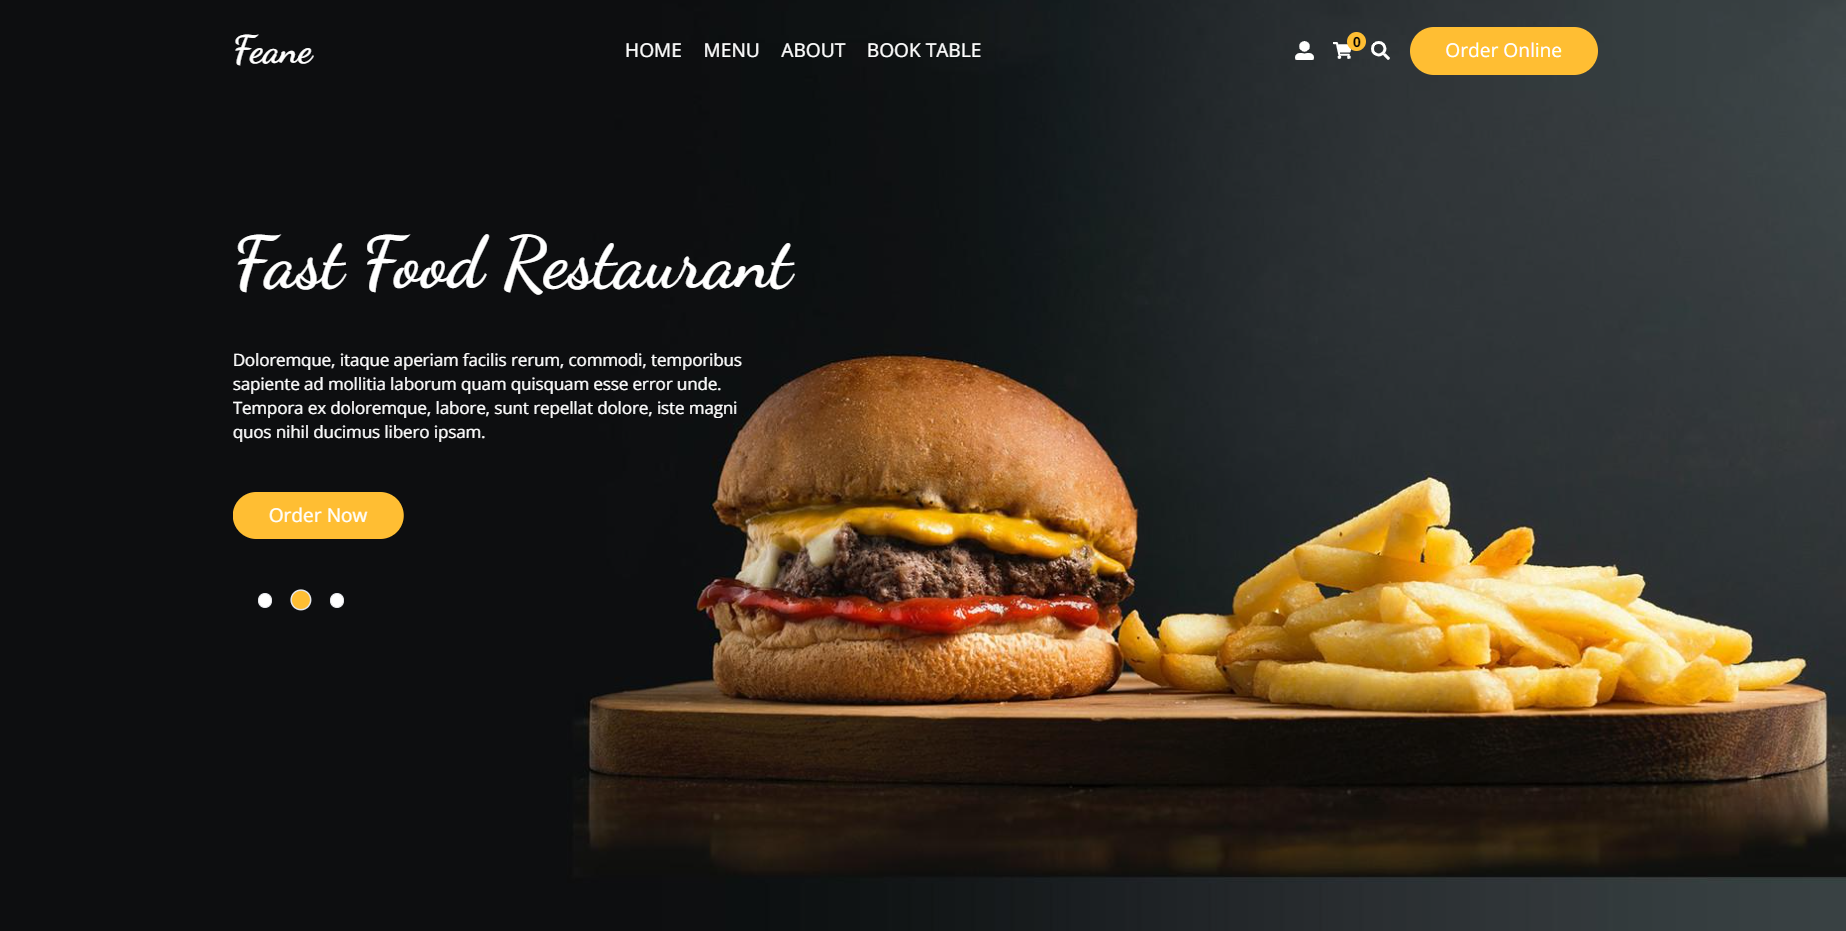 Feane
HOME MENU ABOUT BOOK TABLE
0
Order Online
Fast Food Restaurant
Doloremque, itaque aperiam facilis rerum, commodi, temporibus
sapiente ad mollitia laborum quam quisquam esse error unde.
Tempora ex doloremque, labore, sunt repellat dolore, iste magni
quos nihil ducimus libero ipsam.
Order Now